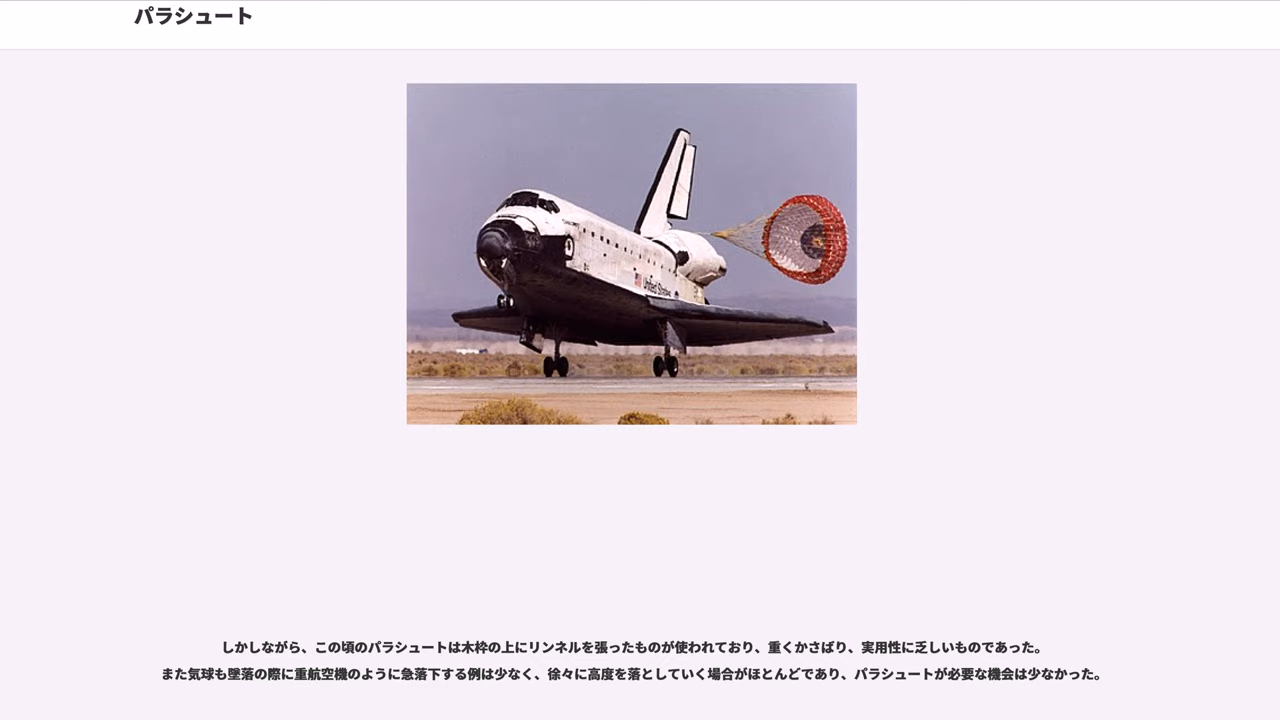 パラシュート
United States
しかしながら、この頃のパラシュートは木枠の上にリンネルを張ったものが使われており、重くかさばり、実用性に乏しいものであった。
また気球も墜落の際に重航空機のように急落下する例は少なく、徐々に高度を落としていく場合がほとんどであり、パラシュートが必要な機会は少なかった。